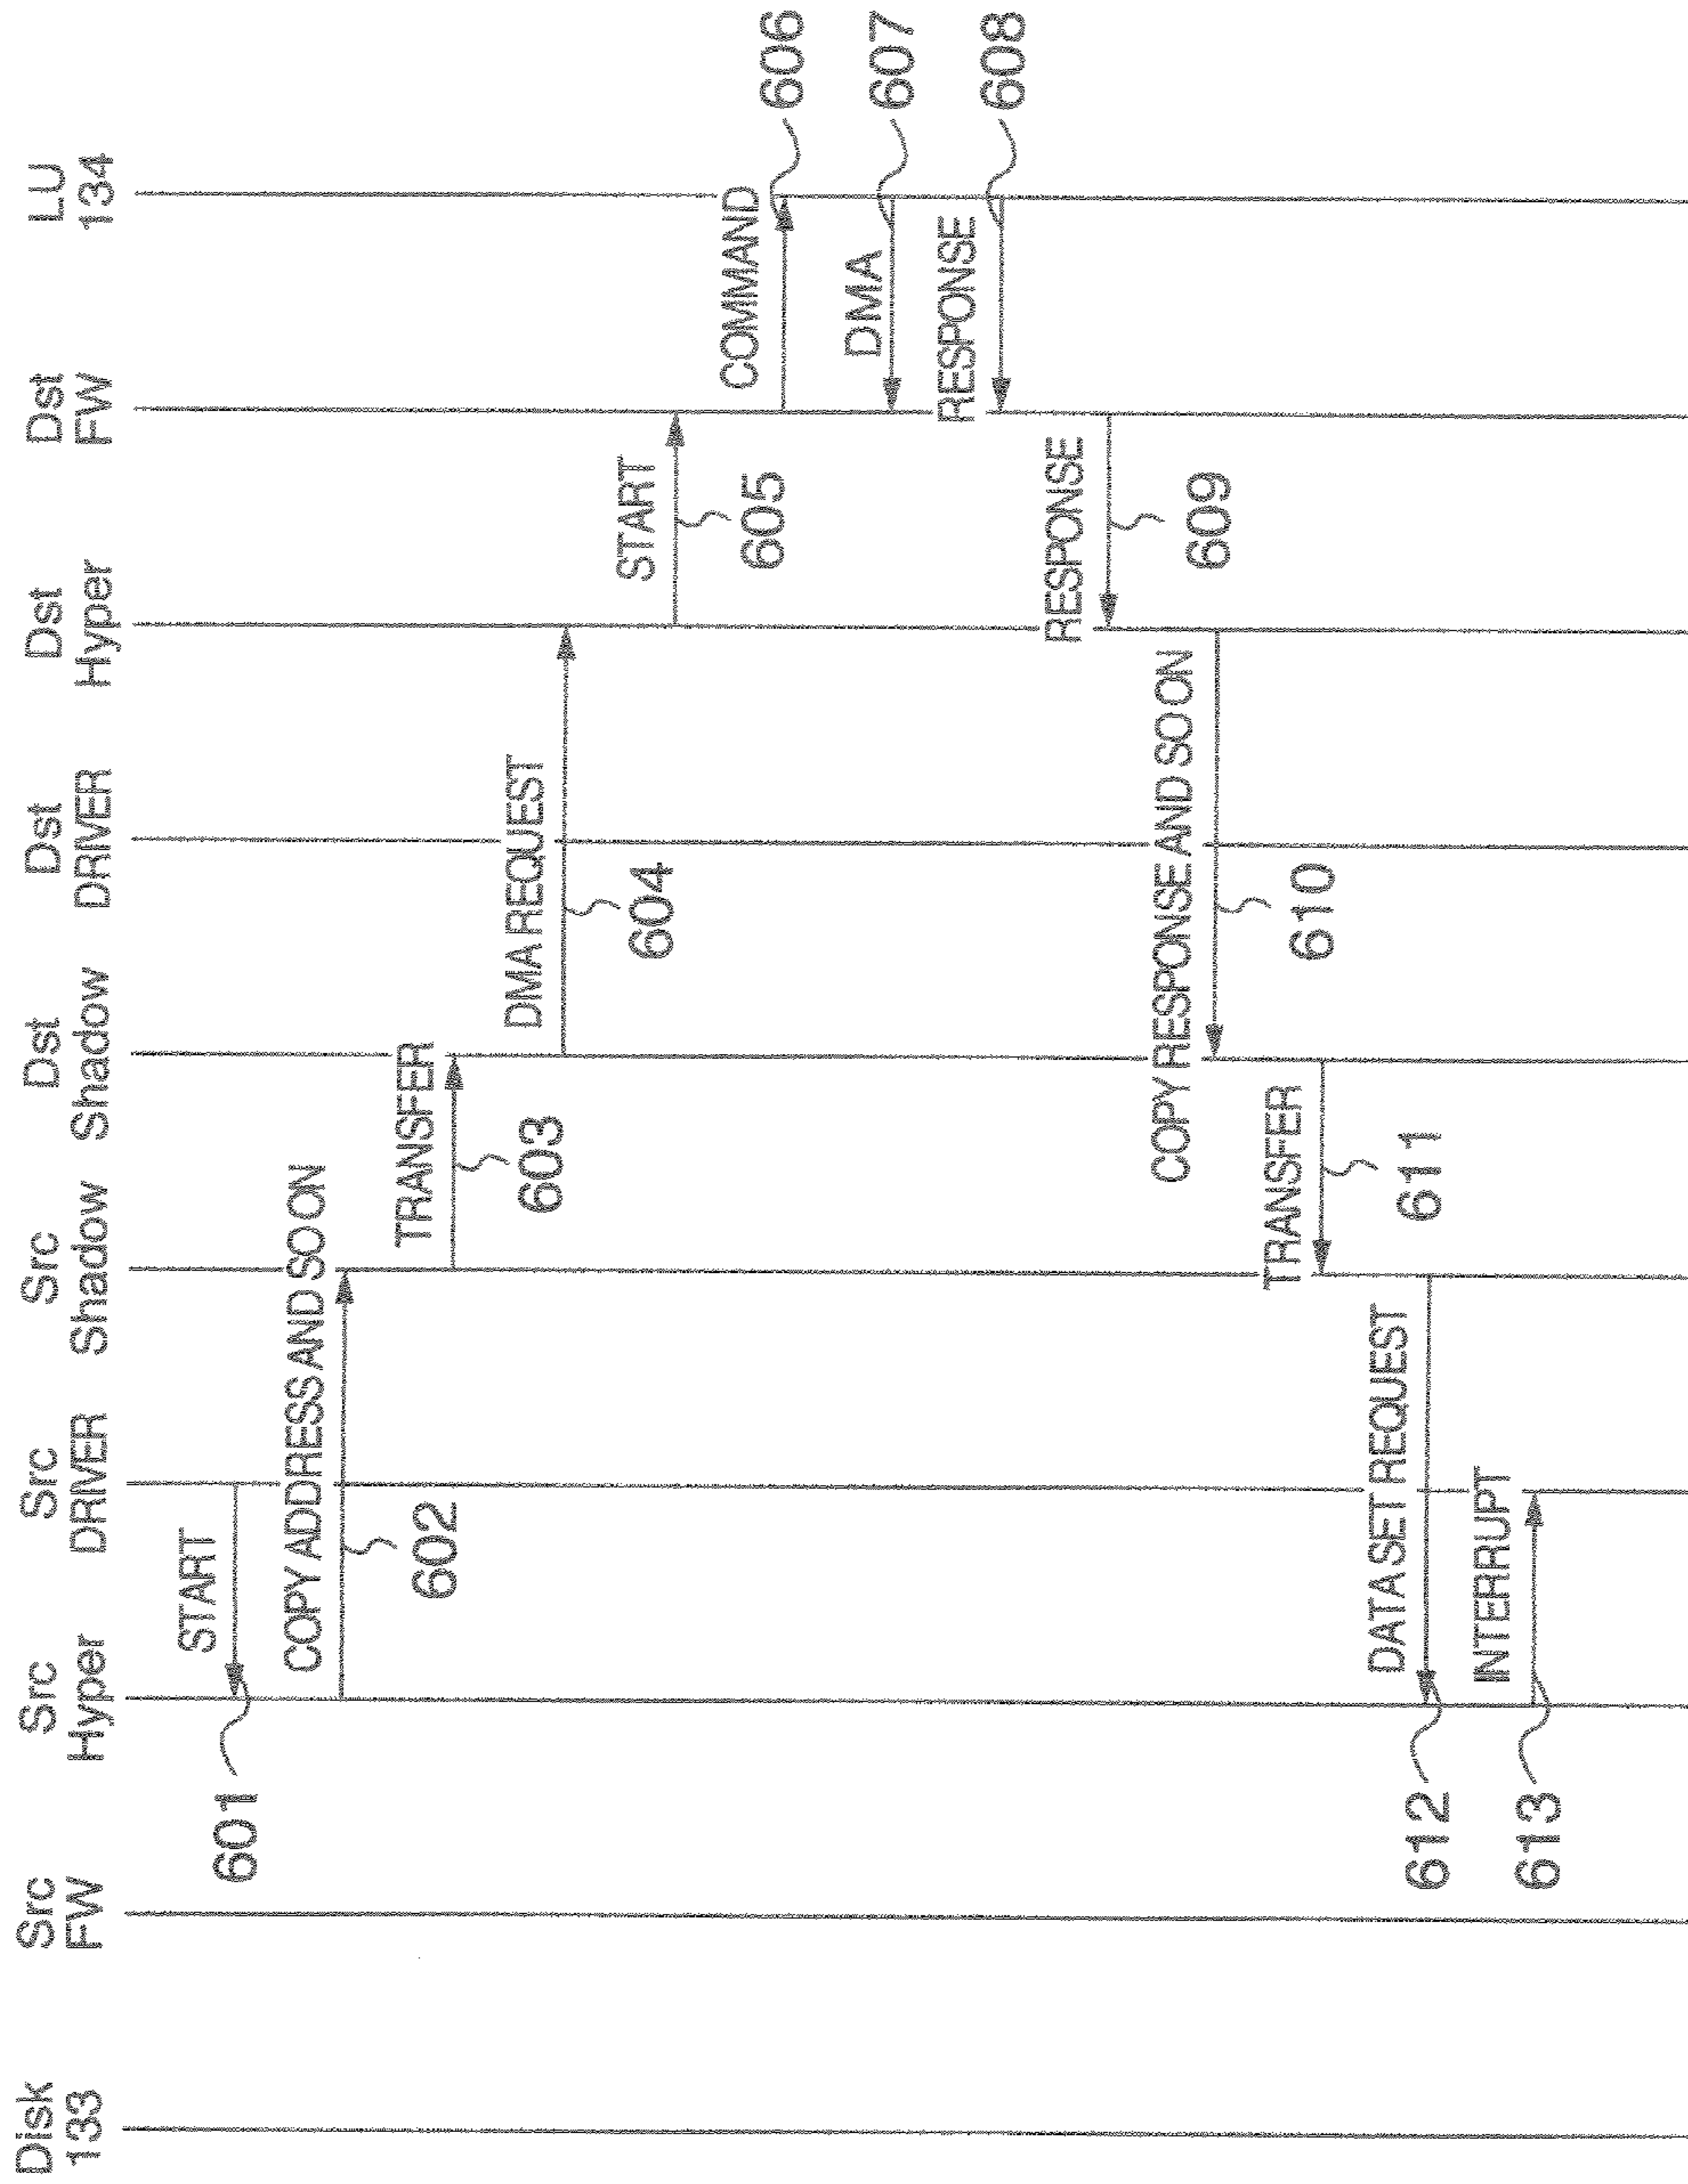 Disk
133
Src
FW
Src
Hyper
Src
DRIVER
Src
Shadow
Dst
Shadow
Dst
DRIVER
Dst
Hyper
Dst
FW
LU
134
START
601
COPY ADDRESS AND SO ON
602
TRANSFER
603
DMA REQUEST
604
START
605
COMMAND
606
DMA
607
RESPONSE
608
RESPONSE
609
COPY RESPONSE AND SO ON
610
TRANSFER
611
DATA SET REQUEST
612
INTERRUPT
613